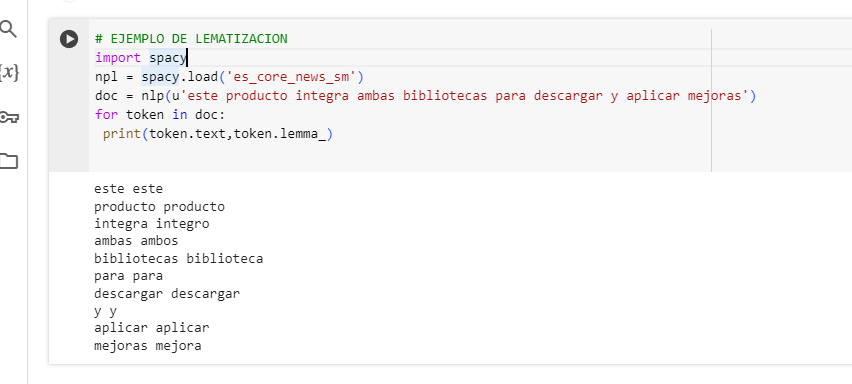 # EJEMPLO DE LEMATIZACION
import spacy
npl = spacy.load('es_core_news_sm')
doc = nlp(u'este producto integra ambas bibliotecas para descargar y aplicar mejoras')
for token in doc:
 print(token.text,token.lemma_)
{x}
este este
producto producto
integra integro
ambas ambos
bibliotecas biblioteca
para para
descargar descargar
y y
aplicar aplicar
mejoras mejora